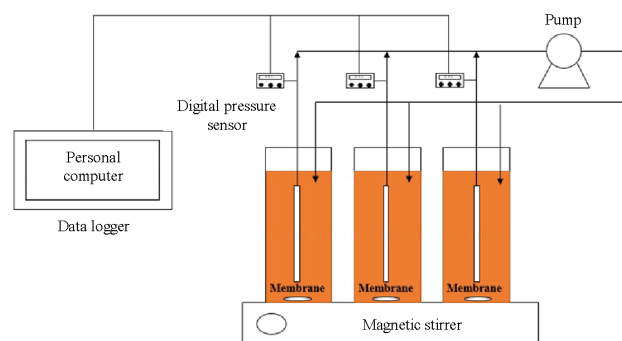 Pump
Digital pressure
sensor
Personal
computer
Data logger
Membrane
Membrane
Membrane
Magnetic stirrer